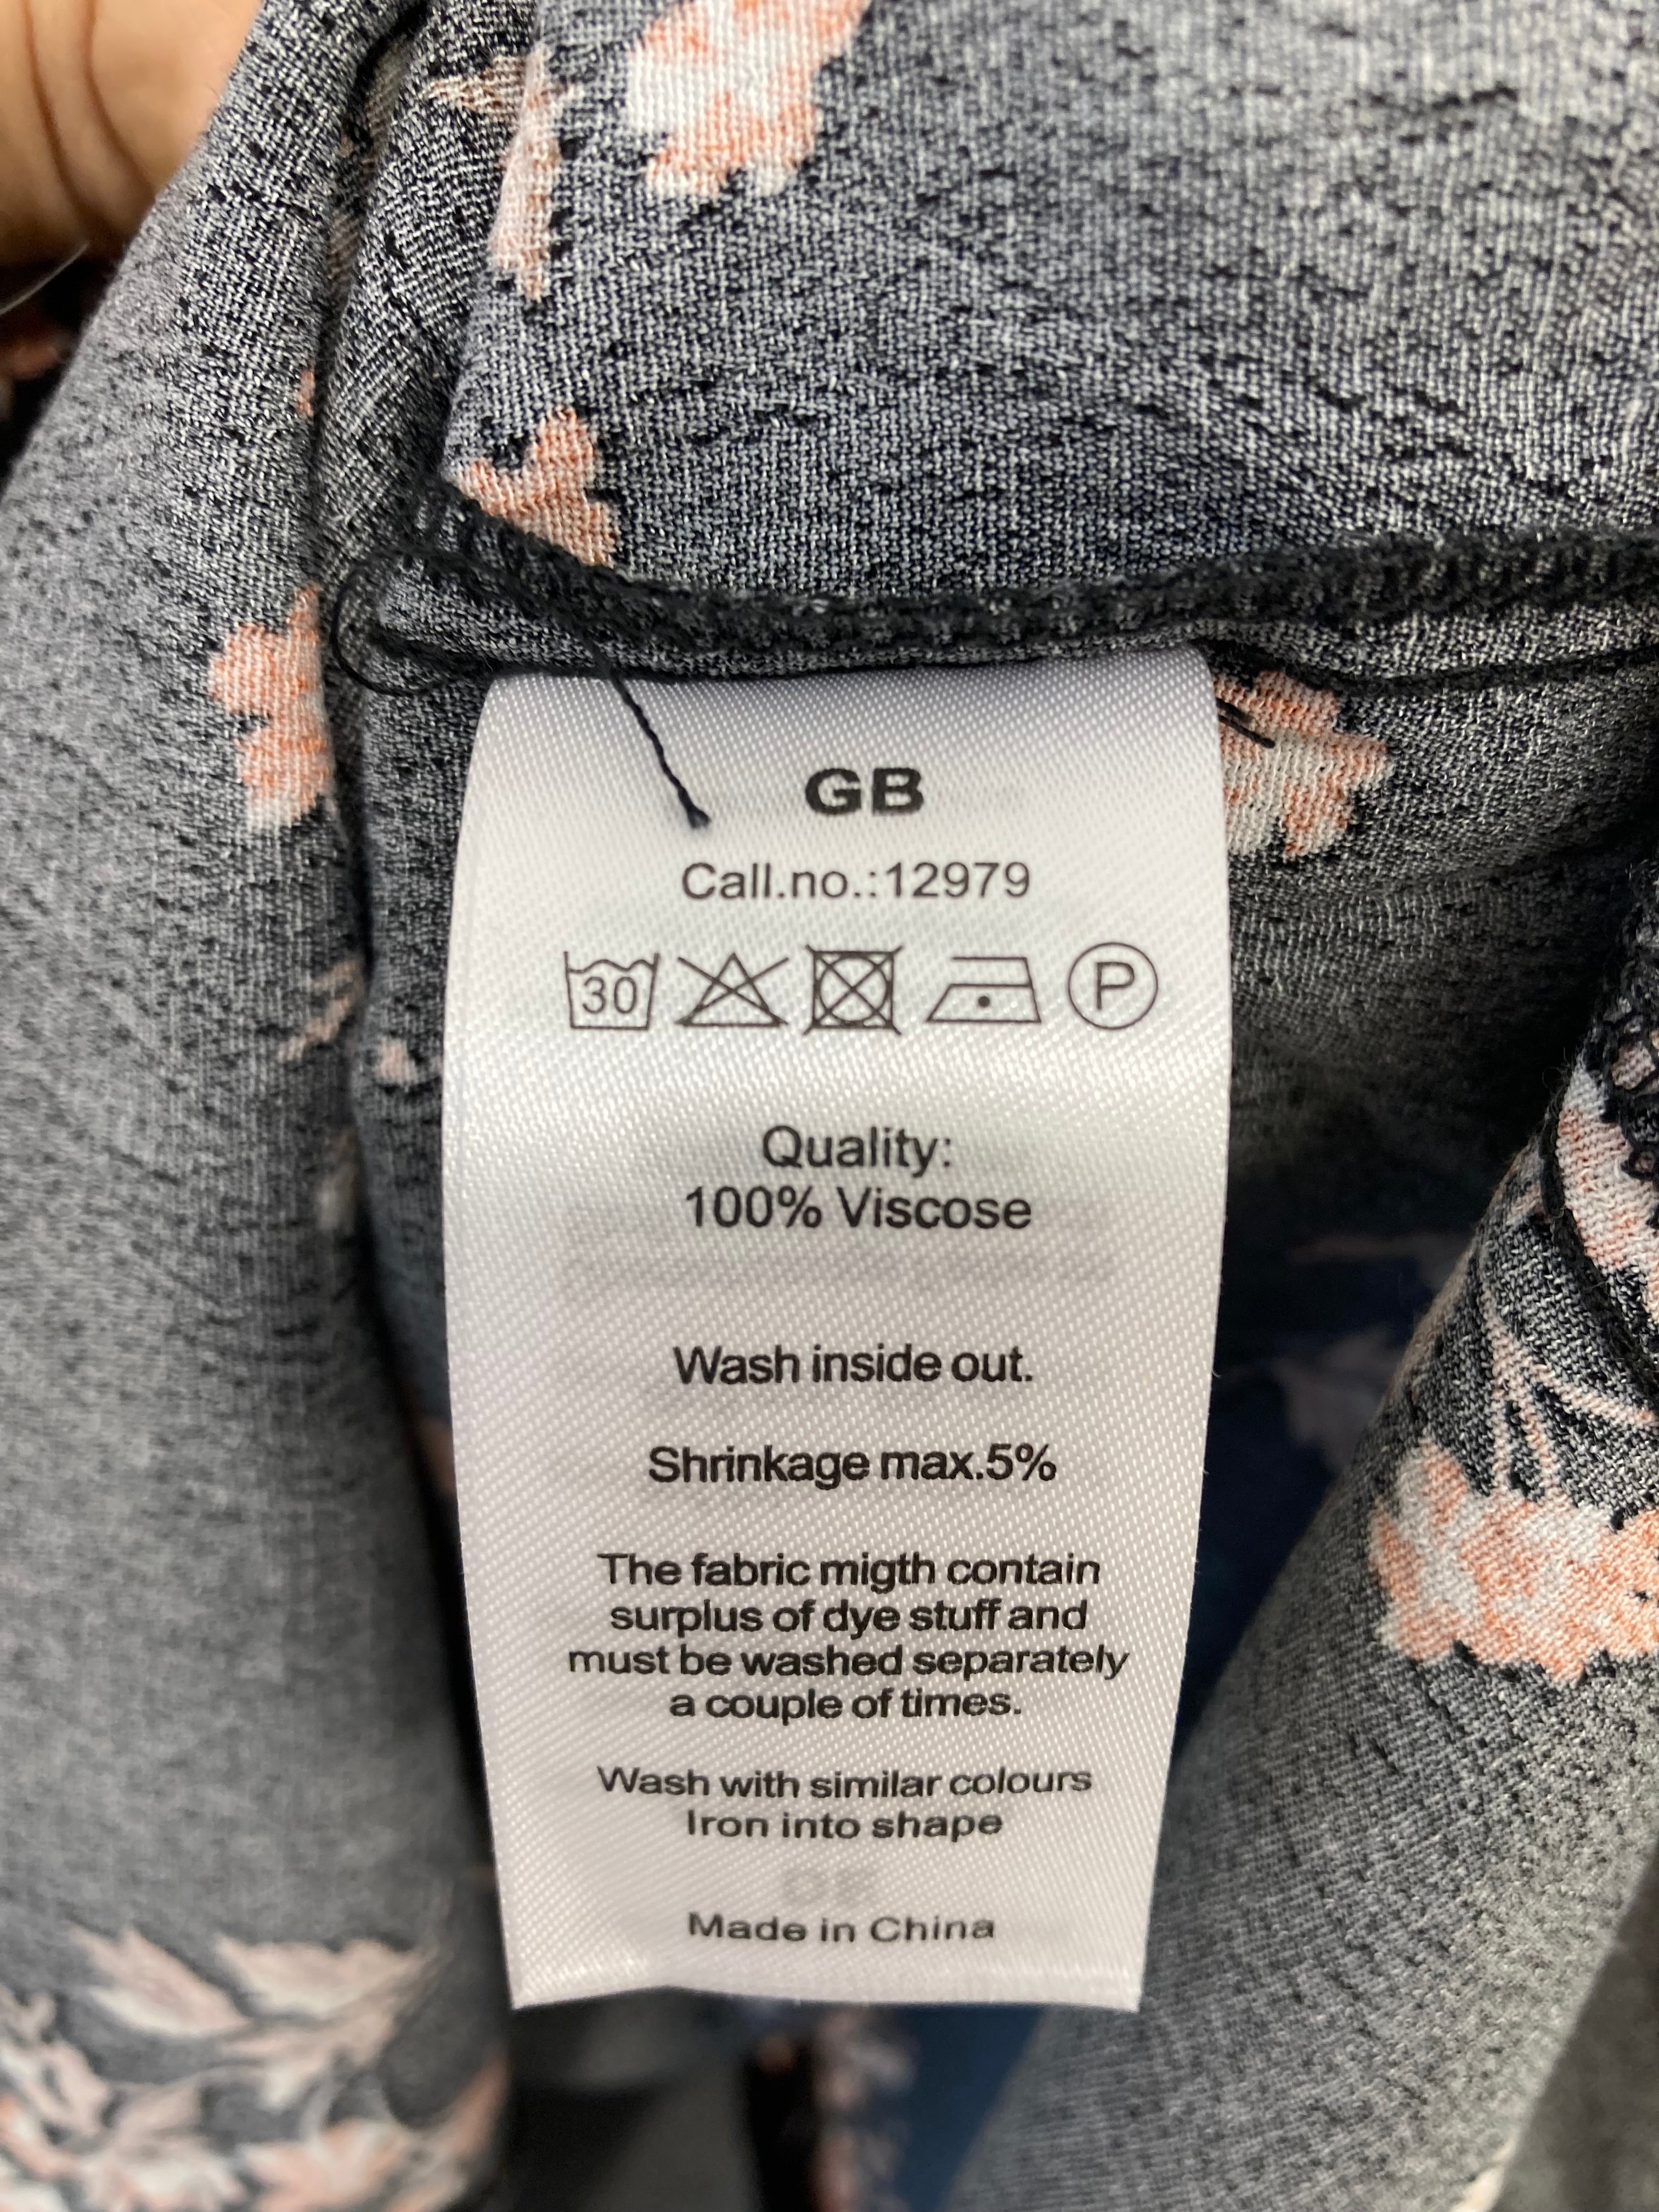 GB
Call.no.:12979
30 P
Quality:
100% Viscose
Wash inside out.
Shrinkage max.5%
The fabric migth contain
surplus of dye stuff and
must be washed separately
a couple of times.
Wash with similar colours
Iron into shape
Made in China